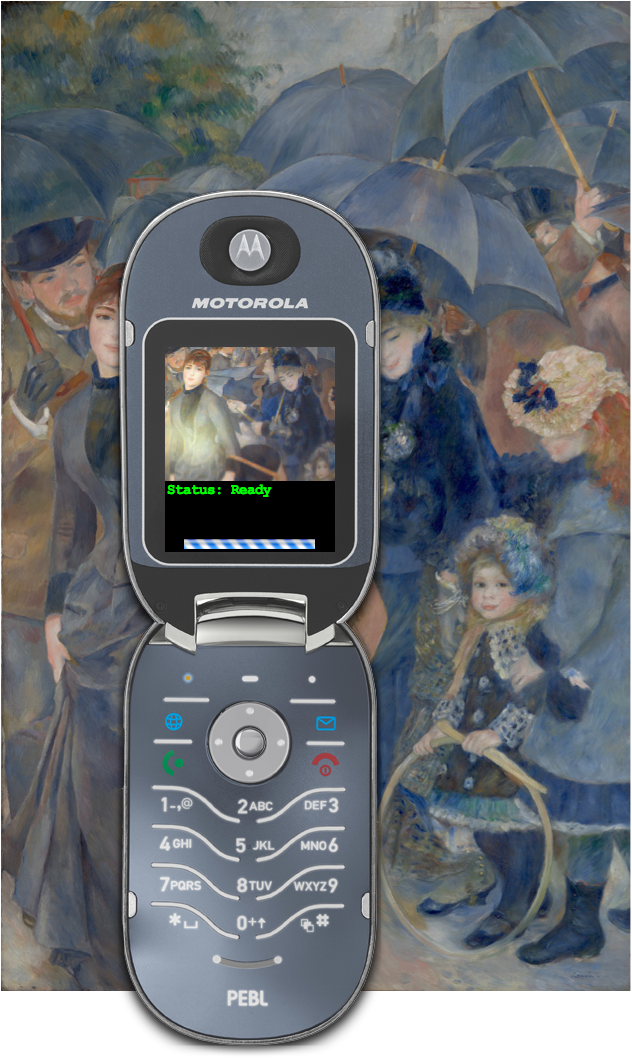 MOTOROLA
Status: Ready
1-,@ 2ABC DEF3
4GHI 5 JKL MNO6
7PQRS 8TUV WXYZ9
* 0+ #
PEBL